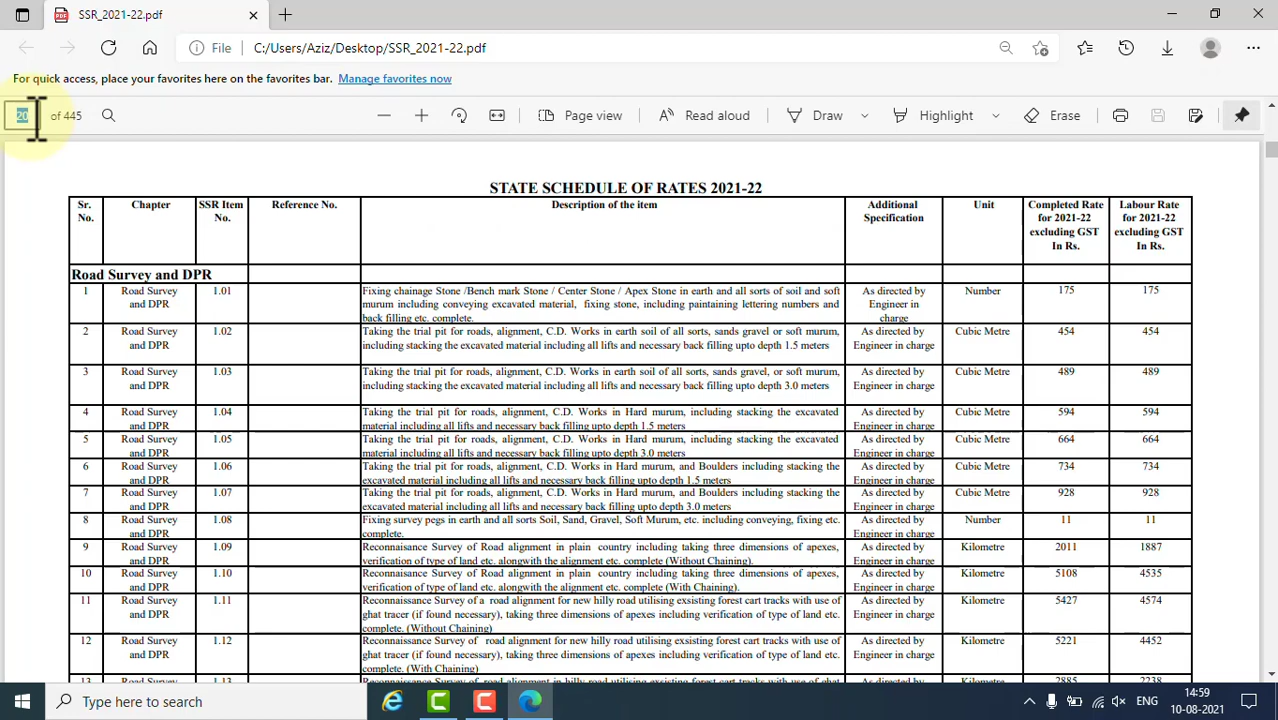 SSR_2021-22.pdf
File C:/Users/Aziz/Desktop/SSR_2021-22.pdf
For quick access, place your favorites here on the favorites bar. Manage favorites now
20 of 445 Page view Read aloud Draw Highlight Erase
STATE SCHEDULE OF RATES 2021-22
Sr. Chapter SSR Item Reference No. Description of the item Additional Unit Completed Rate Labour Rate
No. No. Specification for 2021-22 for 2021-22
excluding GST excluding GST
In Rs. In Rs.
Road Survey and DPR
1 Road Survey 1.01 Fixing chainage Stone /Bench mark Stone / Center Stone / Apex Stone in earth and all sorts of soil and soft As directed by Number 175 175
and DPR murum including conveying excavated material, fixing stone, including paintaining lettering numbers and Engineer in
back filling etc. complete. charge
2 Road Survey 1.02 Taking the trial pit for roads, alignment, C.D. Works in earth soil of all sorts, sands gravel or soft murum, As directed by Cubic Metre 454 454
and DPR including stacking the excavated material including all lifts and necessary back filling upto depth 1.5 meters Engineer in charge
3 Road Survey 1.03 Taking the trial pit for roads, alignment, C.D. Works in earth soil of all sorts, sands gravel, or soft murum, As directed by Cubic Metre 489 489
and DPR including stacking the excavated material including all lifts and necessary back filling upto depth 3.0 meters Engineer in charge
4 Road Survey 1.04 Taking the trial pit for roads, alignment, C.D. Works in Hard murum, including stacking the excavated As directed by Cubic Metre 594 594
and DPR material including all lifts and necessary back filling upto depth 1.5 meters Engineer in charge
5 Road Survey 1.05 Taking the trial pit for roads, alignment, C.D. Works in Hard murum, including stacking the excavated As directed by Cubic Metre 664 664
and DPR material including all lifts and necessary back filling upto depth 3.0 meters Engineer in charge
6 Road Survey 1.06 Taking the trial pit for roads, alignment, C.D. Works in Hard murum, and Boulders including stacking the As directed by Cubic Metre 734 734
and DPR excavated material including all lifts and necessary back filling upto depth 1.5 meters Engineer in charge
7 Road Survey 1.07 Taking the trial pit for roads, alignment, C.D. Works in Hard murum, and Boulders including stacking the As directed by Cubic Metre 928 928
and DPR excavated material including all lifts and necessary back filling upto depth 3.0 meters Engineer in charge
8 Road Survey 1.08 Fixing survey pegs in earth and all sorts Soil, Sand, Gravel, Soft Murum, etc. including conveying, fixing etc. As directed by Number 11 11
and DPR complete. Engineer in charge
9 Road Survey 1.09 Reconnaisance Survey of Road alignment in plain country including taking three dimensions of apexes, As directed by Kilometre 2011 1887
and DPR verification of type of land etc. alongwith the alignment etc. complete (Without Chaining). Engineer in charge
10 Road Survey 1.10 Reconnaisance Survey of Road alignment in plain country including taking three dimensions of apexes, As directed by Kilometre 5108 4535
and DPR verification of type of land etc. alongwith the alignment etc. complete (With Chaining). Engineer in charge
11 Road Survey 1.11 Reconnaissance Survey of a road alignment for new hilly road utilising exsisting forest cart tracks with use of As directed by Kilometre 5427 4574
and DPR ghat tracer (if found necessary), taking three dimensions of apexes including verification of type of land etc. Engineer in charge
complete. (Without Chaining)
12 Road Survey 1.12 Reconnaissance Survey of road alignment for new hilly road utilising exsisting forest cart tracks with use of As directed by Kilometre 5221 4452
and DPR ghat tracer (if found necessary), taking three dimensions of apexes including verification of type of land etc. Engineer in charge
complete. (With Chaining)
13 Road Survey 1.13 Reconnaissance Survey of road alignment in hilly road utilising exsisting forest cart tracks with use of ghat As directed by Kilometre 2885 2238
Type here to search ENG 14:59
10-08-2021